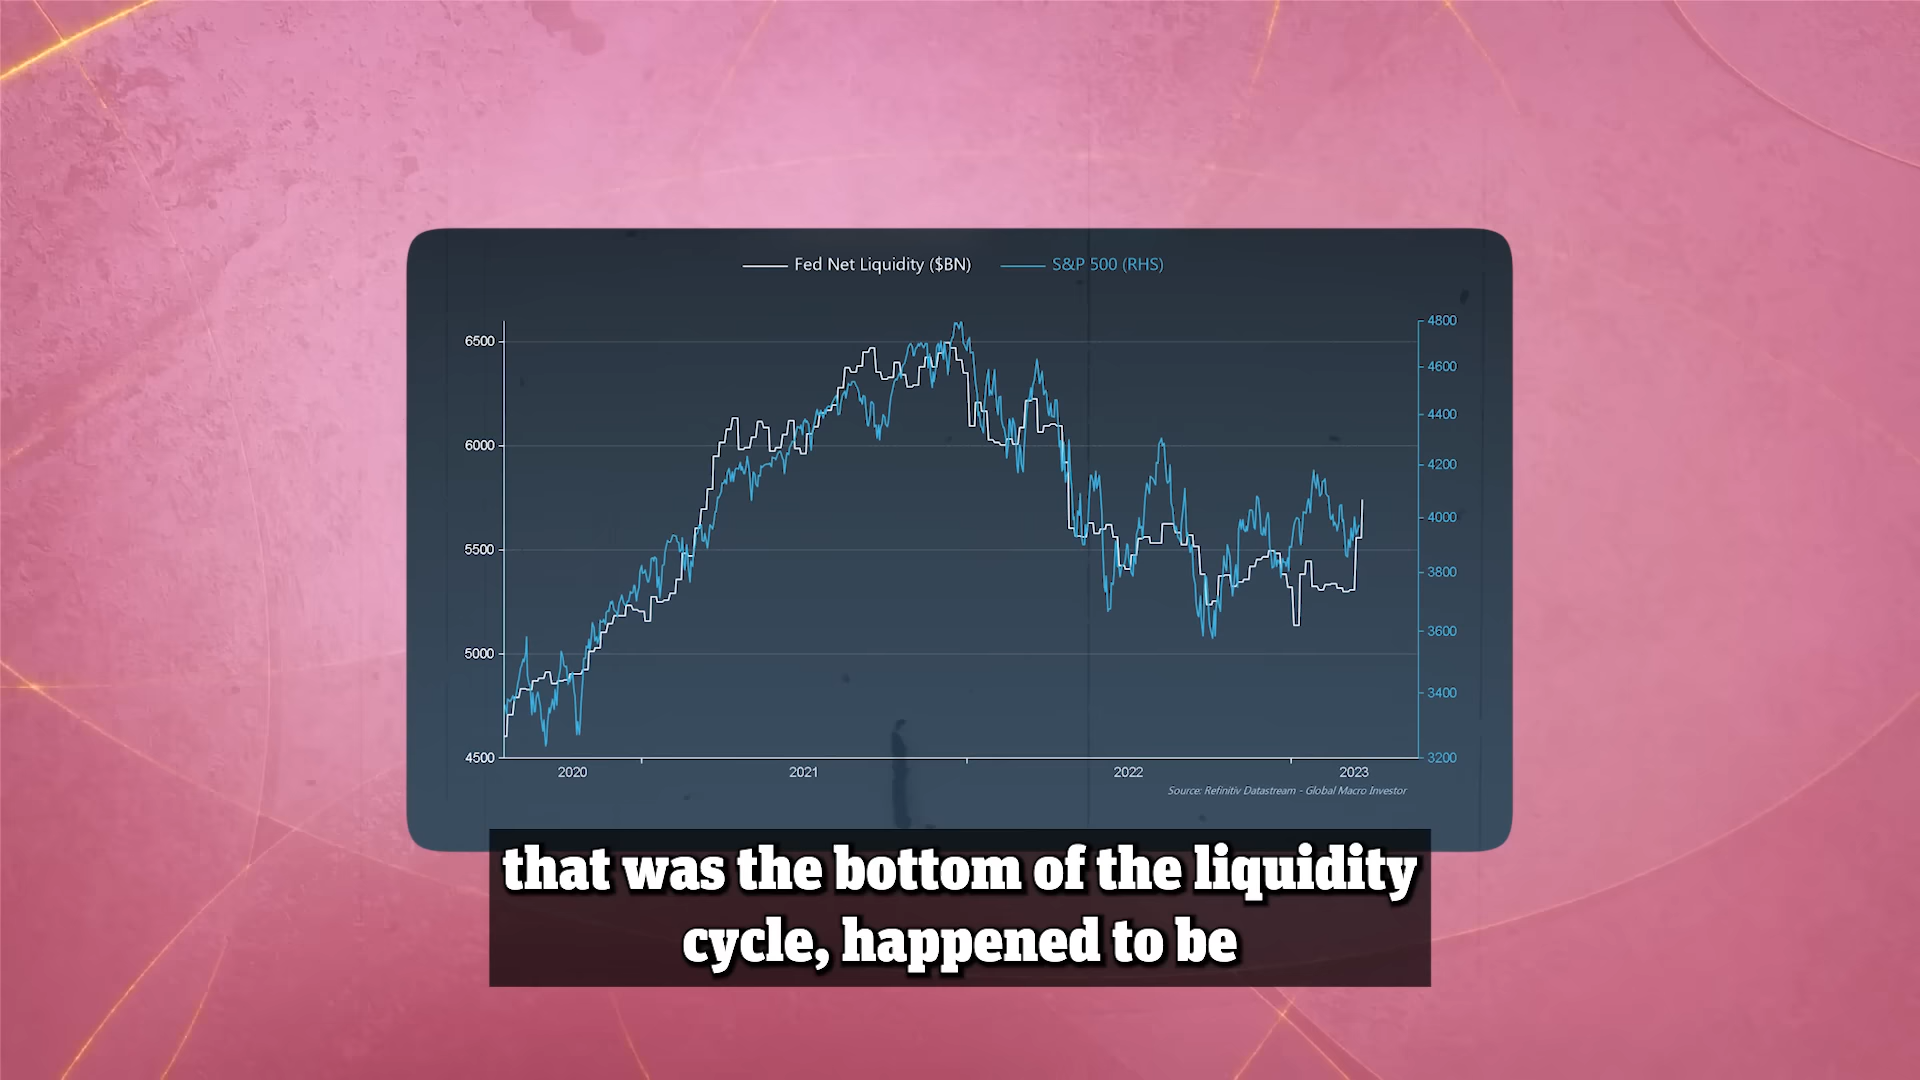 Fed Net Liquidity ($BN) S&P 500 (RHS)
6500 4800
4600
4400
6000
4200
4000
5500
3800
3600
5000
3400
4500 3200
2020 2021 2022 2023
Source: Refinitiv Datastream - Global Macro Investor
that was the bottom of the liquidity
cycle, happened to be